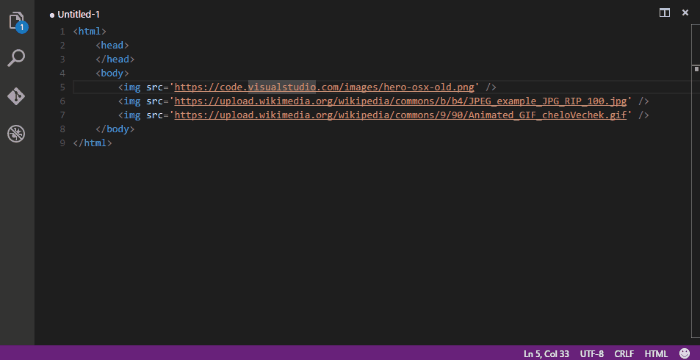 1
Untitled-1
1 <html>
2 <head>
3 </head>
4 <body>
5 <img src='https://code.visualstudio.com/images/hero-osx-old.png' />
6 <img src='https://upload.wikimedia.org/wikipedia/commons/b/b4/JPEG_example_JPG_RIP_100.jpg' />
7 <img src='https://upload.wikimedia.org/wikipedia/commons/9/90/Animated_GIF_cheloVechek.gif' />
8 </body>
9 </html>
Ln 5, Col 33 UTF-8 CRLF HTML